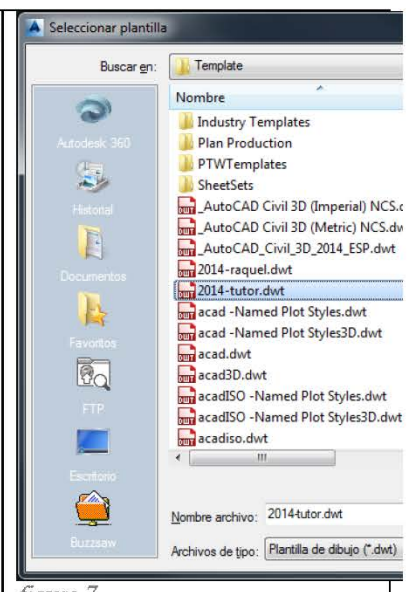 Seleccionar plantilla
Buscar en: Template
Nombre
Autodesk 360
Historial
Documentos
Favoritos
FTP
Escritorio
Buzzsaw
Industry Templates
Plan Production
PTWTemplates
SheetSets
_AutoCAD Civil 3D (Imperial) NCS.d
_AutoCAD Civil 3D (Metric) NCS.dw
_AutoCAD_Civil_3D_2014_ESP.dwt
2014-raquel.dwt
2014-tutor.dwt
acad -Named Plot Styles.dwt
acad -Named Plot Styles3D.dwt
acad.dwt
acad3D.dwt
acadISO -Named Plot Styles.dwt
acadISO -Named Plot Styles3D.dwt
acadiso.dwt
Nombre archivo: 2014-tutor.dwt
Archivos de tipo: Plantilla de dibujo (*.dwt)